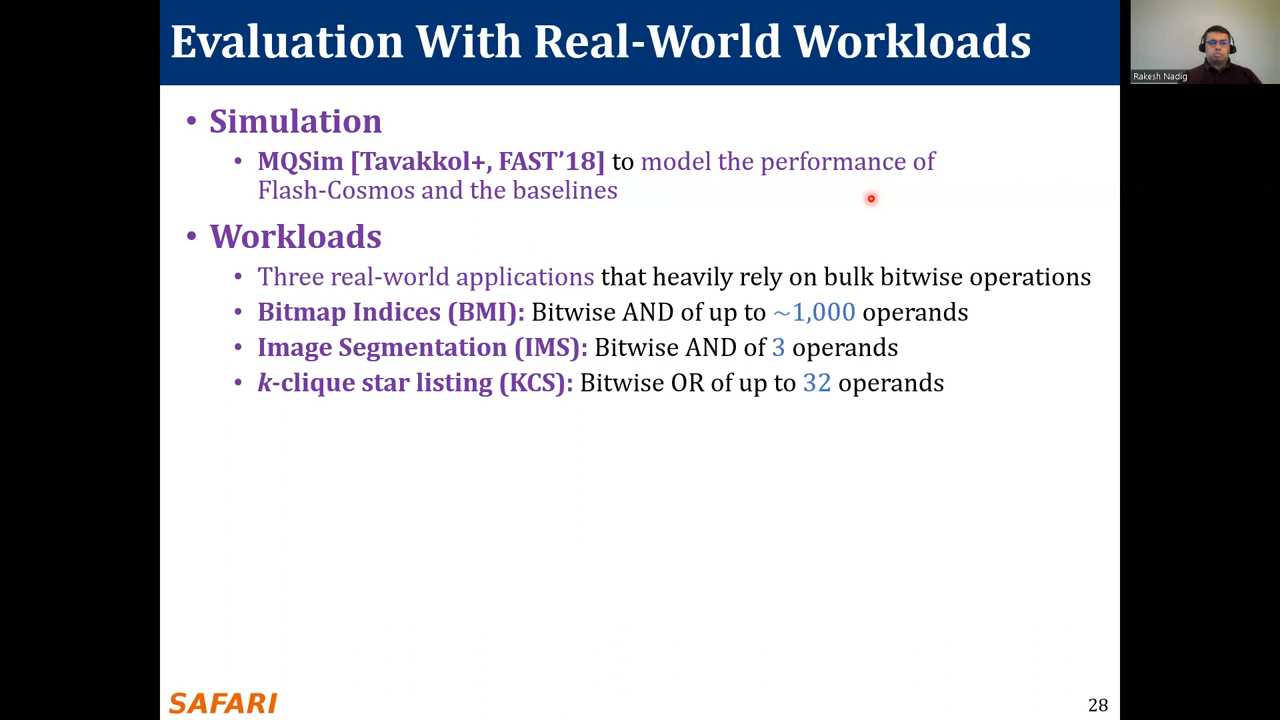 Evaluation With Real-World Workloads
Rakesh Nadig
• Simulation
• MQSim [Tavakkol+, FAST’18] to model the performance of
Flash-Cosmos and the baselines
• Workloads
• Three real-world applications that heavily rely on bulk bitwise operations
• Bitmap Indices (BMI): Bitwise AND of up to ~1,000 operands
• Image Segmentation (IMS): Bitwise AND of 3 operands
• k-clique star listing (KCS): Bitwise OR of up to 32 operands
SAFARI
28